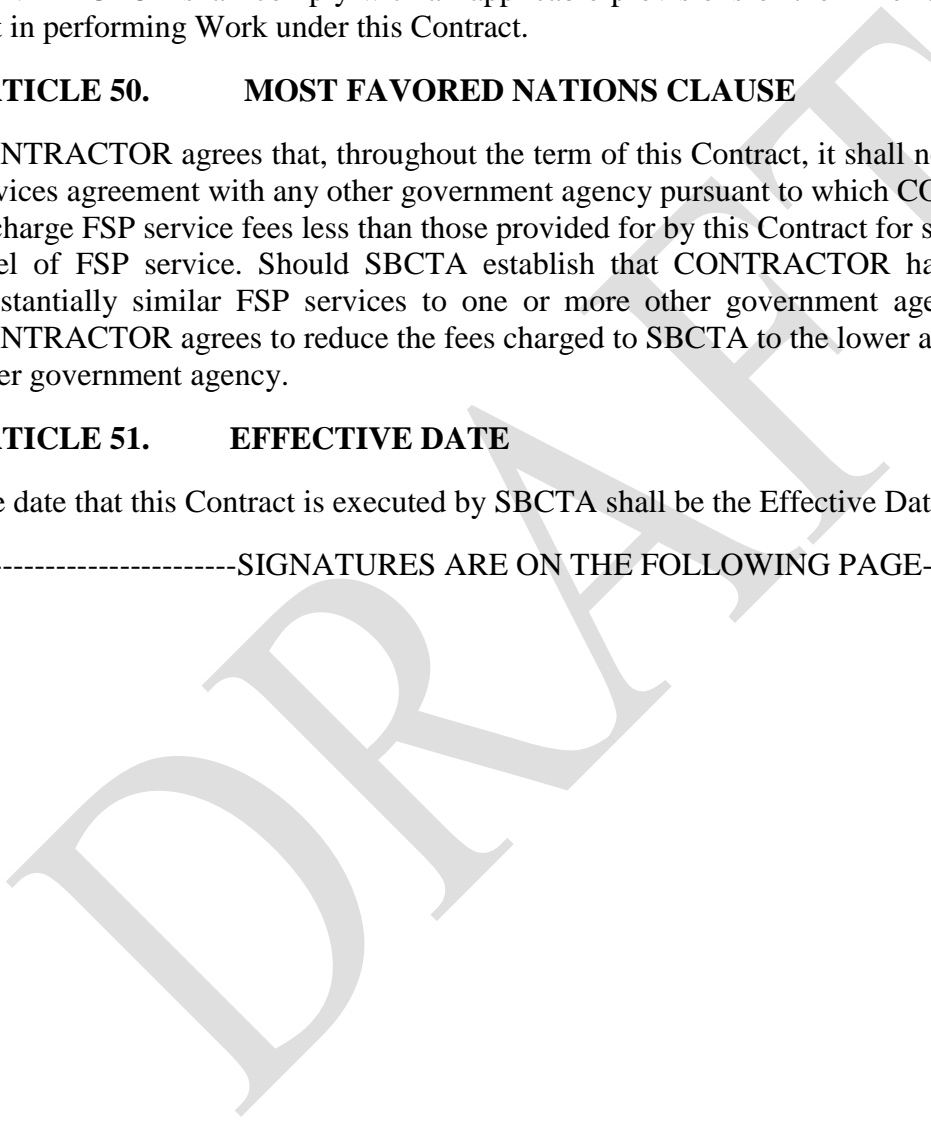 t in performing Work under this Contract.
TICLE 50. MOST FAVORED NATIONS CLAUSE
NTRACTOR agrees that, throughout the term of this Contract, it shall n
vices agreement with any other government agency pursuant to which CO
charge FSP service fees less than those provided for by this Contract for s
el of FSP service. Should SBCTA establish that CONTRACTOR ha
stantially similar FSP services to one or more other government age
NTRACTOR agrees to reduce the fees charged to SBCTA to the lower a
er government agency.
TICLE 51. EFFECTIVE DATE
e date that this Contract is executed by SBCTA shall be the Effective Dat
-----------------------SIGNATURES ARE ON THE FOLLOWING PAGE-
DRAFT